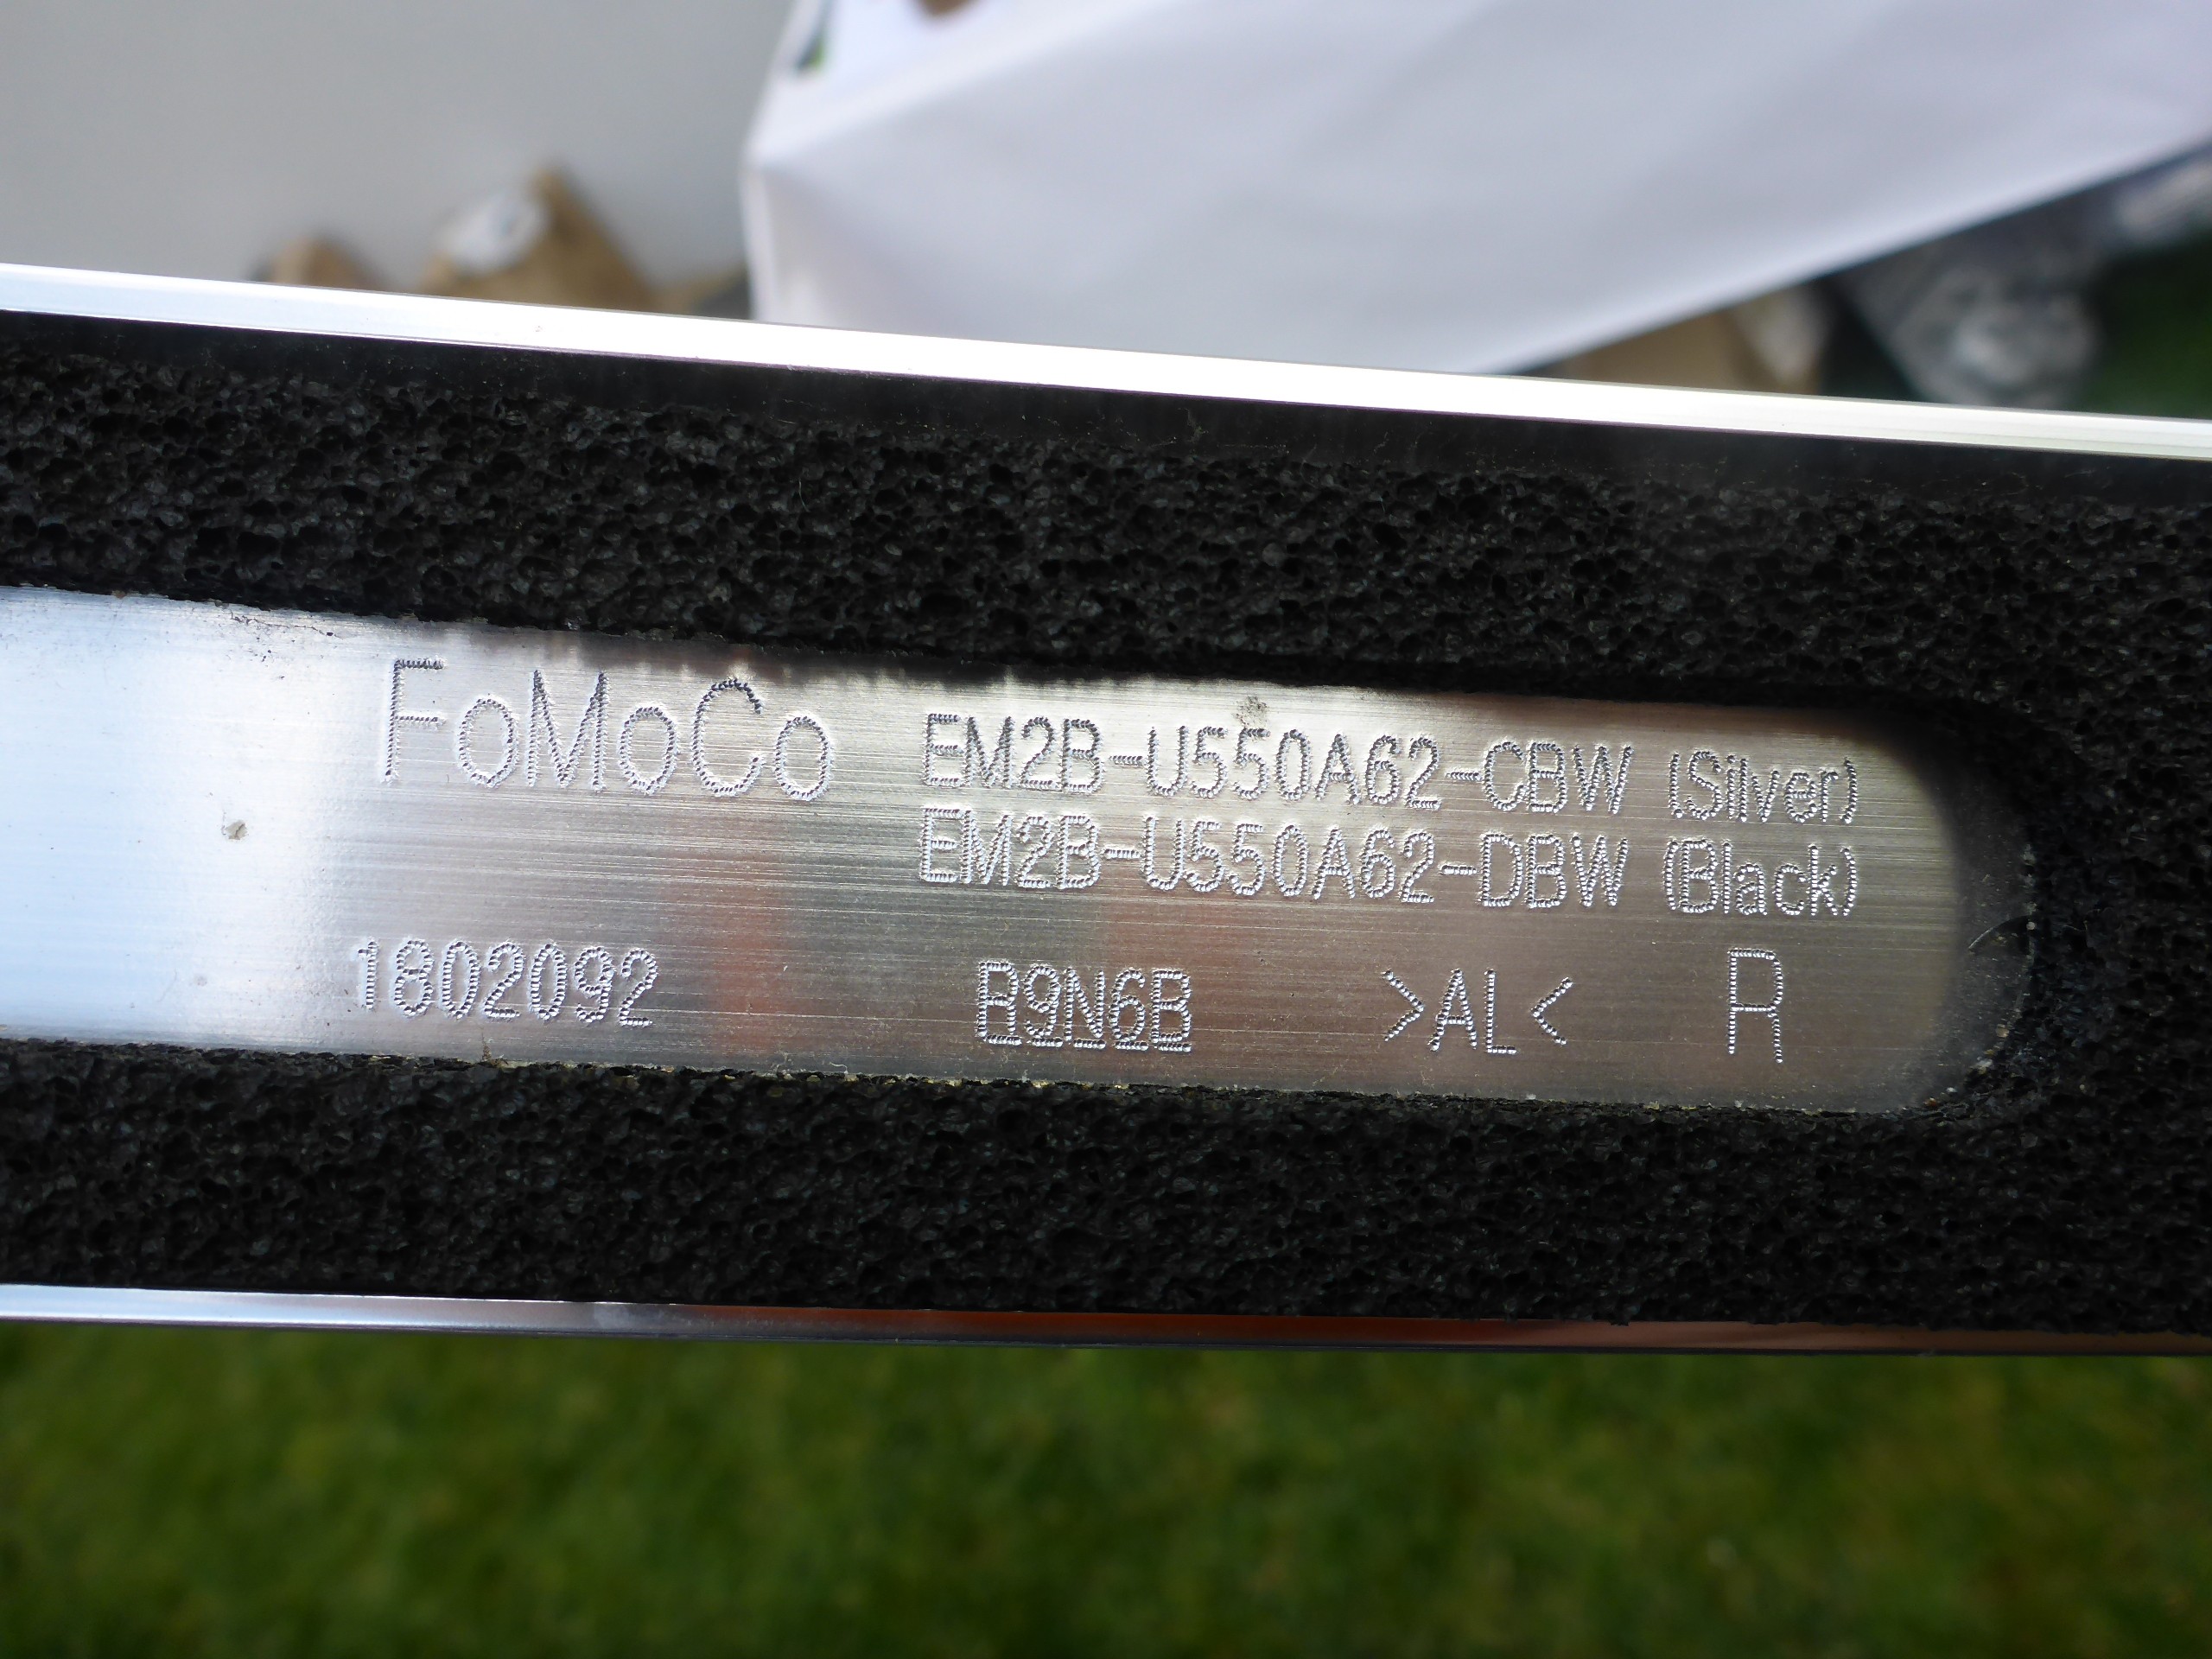 FoMoCo EM2B-U550A62-CBW (Silver)
EM2B-U550A62-DBW (Black)
1802092 B9N6B >AL< R